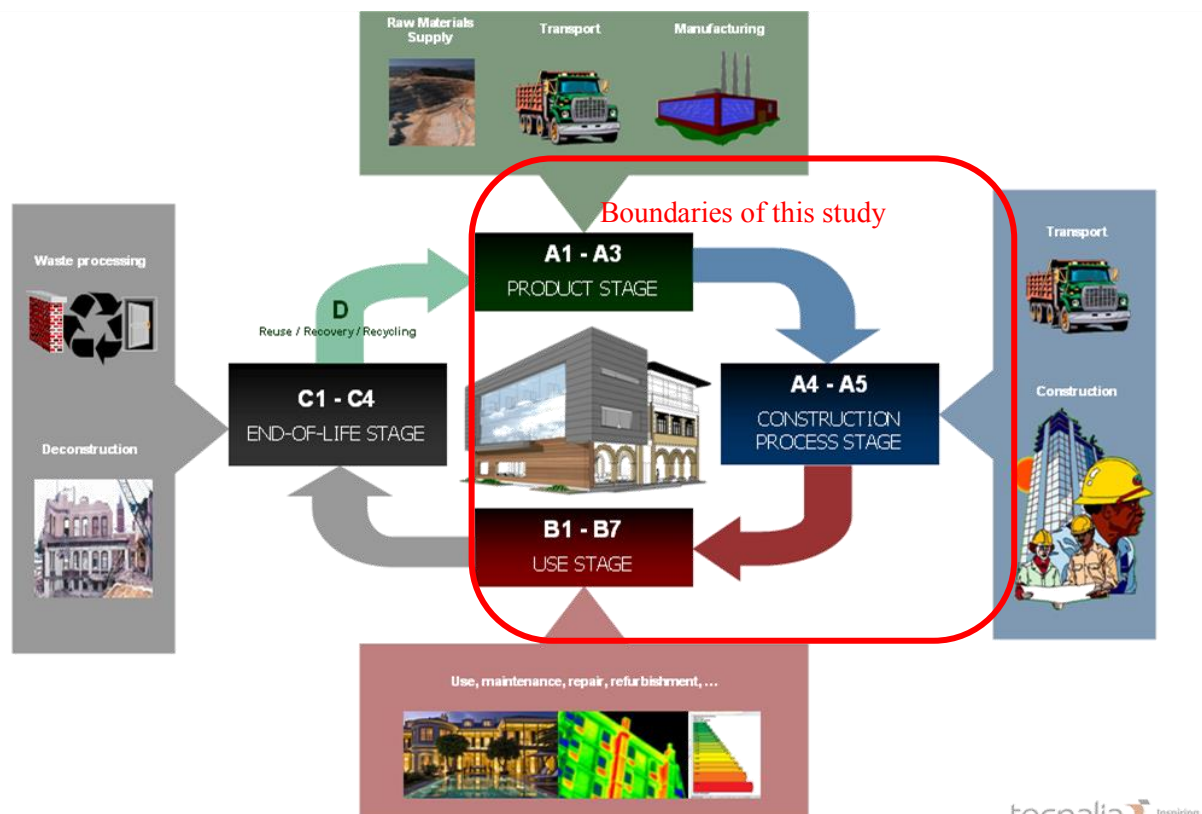 Raw Materials
Supply
Transport
Manufacturing
Boundaries of this study
A1 - A3
PRODUCT STAGE
Transport
Waste processing
D
Reuse / Recovery / Recycling
C1 - C4
END-OF-LIFE STAGE
A4 - A5
CONSTRUCTION
PROCESS STAGE
Construction
Deconstruction
B1 - B7
USE STAGE
Use, maintenance, repair, refurbishment, ...
tecnalia Inspiring